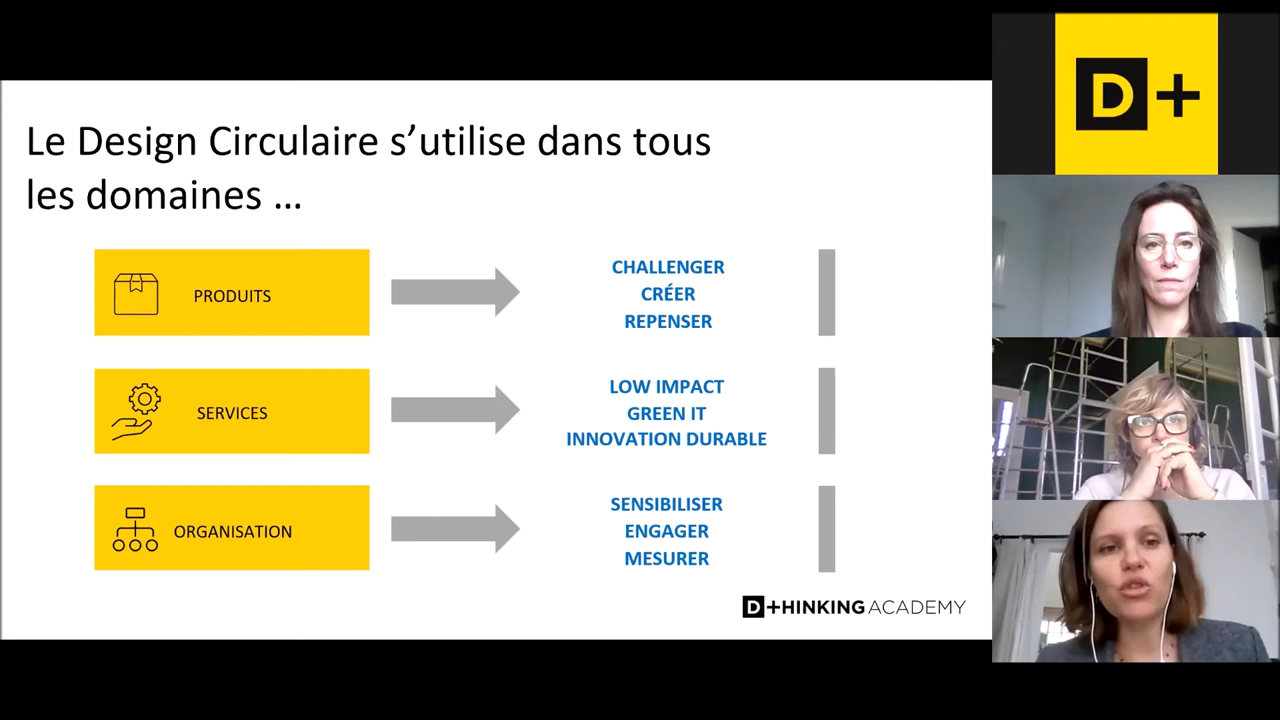 Le Design Circulaire s’utilise dans tous
les domaines ...
PRODUITS
CHALLENGER
CRÉER
REPENSER
SERVICES
LOW IMPACT
GREEN IT
INNOVATION DURABLE
ORGANISATION
SENSIBILISER
ENGAGER
MESURER
D+HINKING ACADEMY
D+